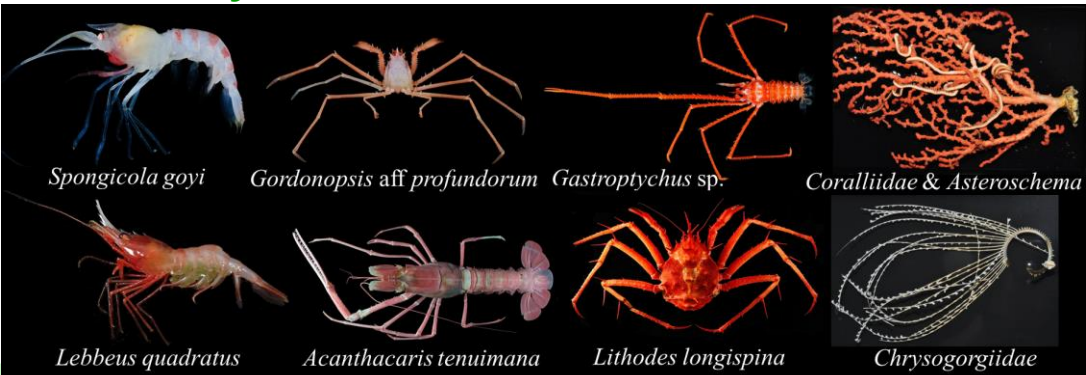 Spongicola goyi
Gordonopsis aff profundorum
Gastroptychus sp.
Coralliidae & Asteroschema
Lebbeus quadratus
Acanthacaris tenuimana
Lithodes longispina
Chrysogorgiidae